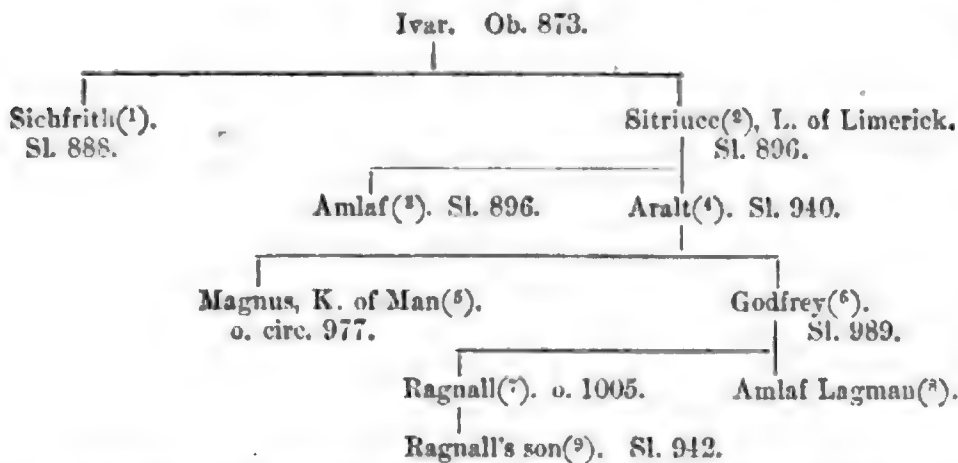 Ivar. Ob. 873.
Sichfrith(1). Sitriucc(2), L. of Limerick.
Sl. 888. Sl. 896.
Amlaf(3). Sl. 896. Aralt(4). Sl. 940.
Magnus, K. of Man(5). Godfrey(6).
o. circ. 977. Sl. 989.
Ragnall(7). o. 1005. Amlaf Lagman(8).
Ragnall's son(9). Sl. 942.